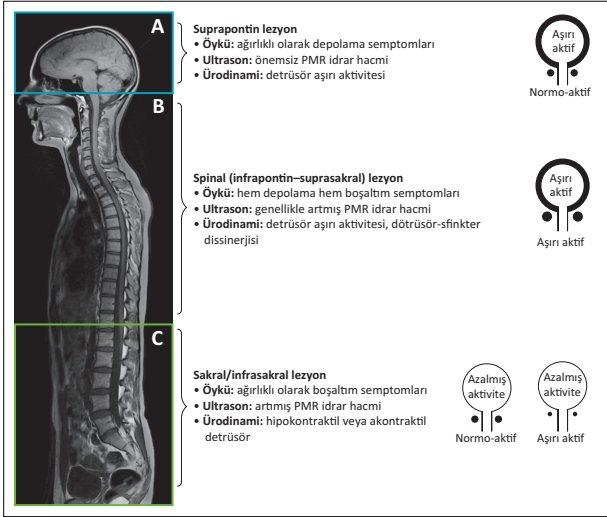 A
Suprapontin lezyon
• Öykü: ağırlıklı olarak depolama semptomları
• Ultrason: önemsiz PMR idrar hacmi
• Ürodinami: detrüsör aşırı aktivitesi
Aşırı
aktif
Normo-aktif
B
Spinal (infrapontin–suprasakral) lezyon
• Öykü: hem depolama hem boşaltım semptomları
• Ultrason: genellikle artmış PMR idrar hacmi
• Ürodinami: detrüsör aşırı aktivitesi, dötrüsör-sfinkter
dissinerjisi
Aşırı
aktif
Aşırı aktif
C
Sakral/infrasakral lezyon
• Öykü: ağırlıklı olarak boşaltım semptomları
• Ultrason: artımış PMR idrar hacmi
• Ürodinami: hipokontraktil veya akontraktil
detrüsör
Azalmış
aktivite
Normo-aktif
Azalmış
aktivite
Aşırı aktif